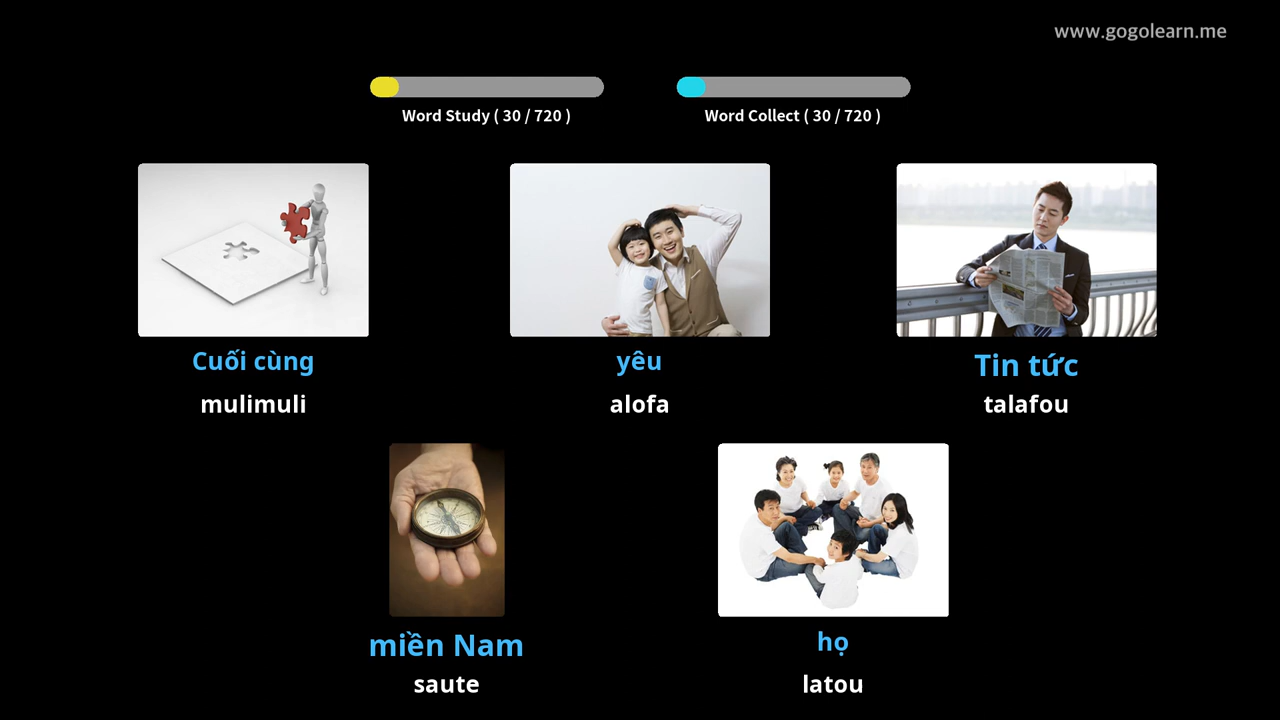 www.gogolearn.me
Word Study ( 30 / 720 )
Word Collect ( 30 / 720 )
Cuối cùng
mulimuli
yêu
alofa
Tin tức
talafou
miền Nam
saute
họ
latou